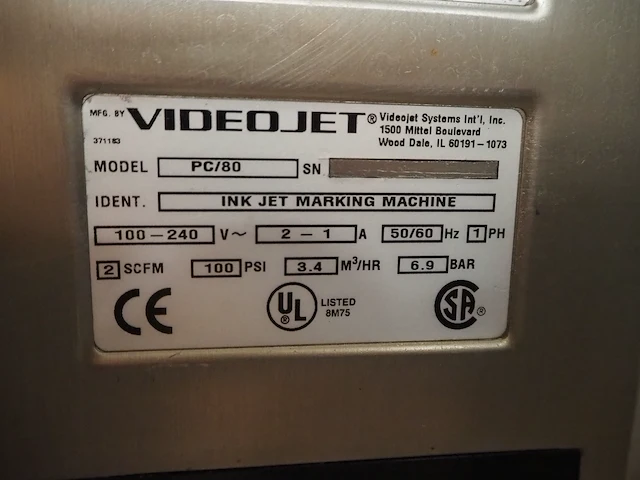 MFG. BY VIDEOJET® Videojet Systems Int'l, Inc.
1500 Mittel Boulevard
371183 Wood Dale, IL 60191-1073
MODEL PC/80 SN
IDENT. INK JET MARKING MACHINE
100-240 V~ 2-1 A 50/60 Hz 1 PH
2 SCFM 100 PSI 3.4 M³/HR 6.9 BAR
CE UL® LISTED 8M75 SA®